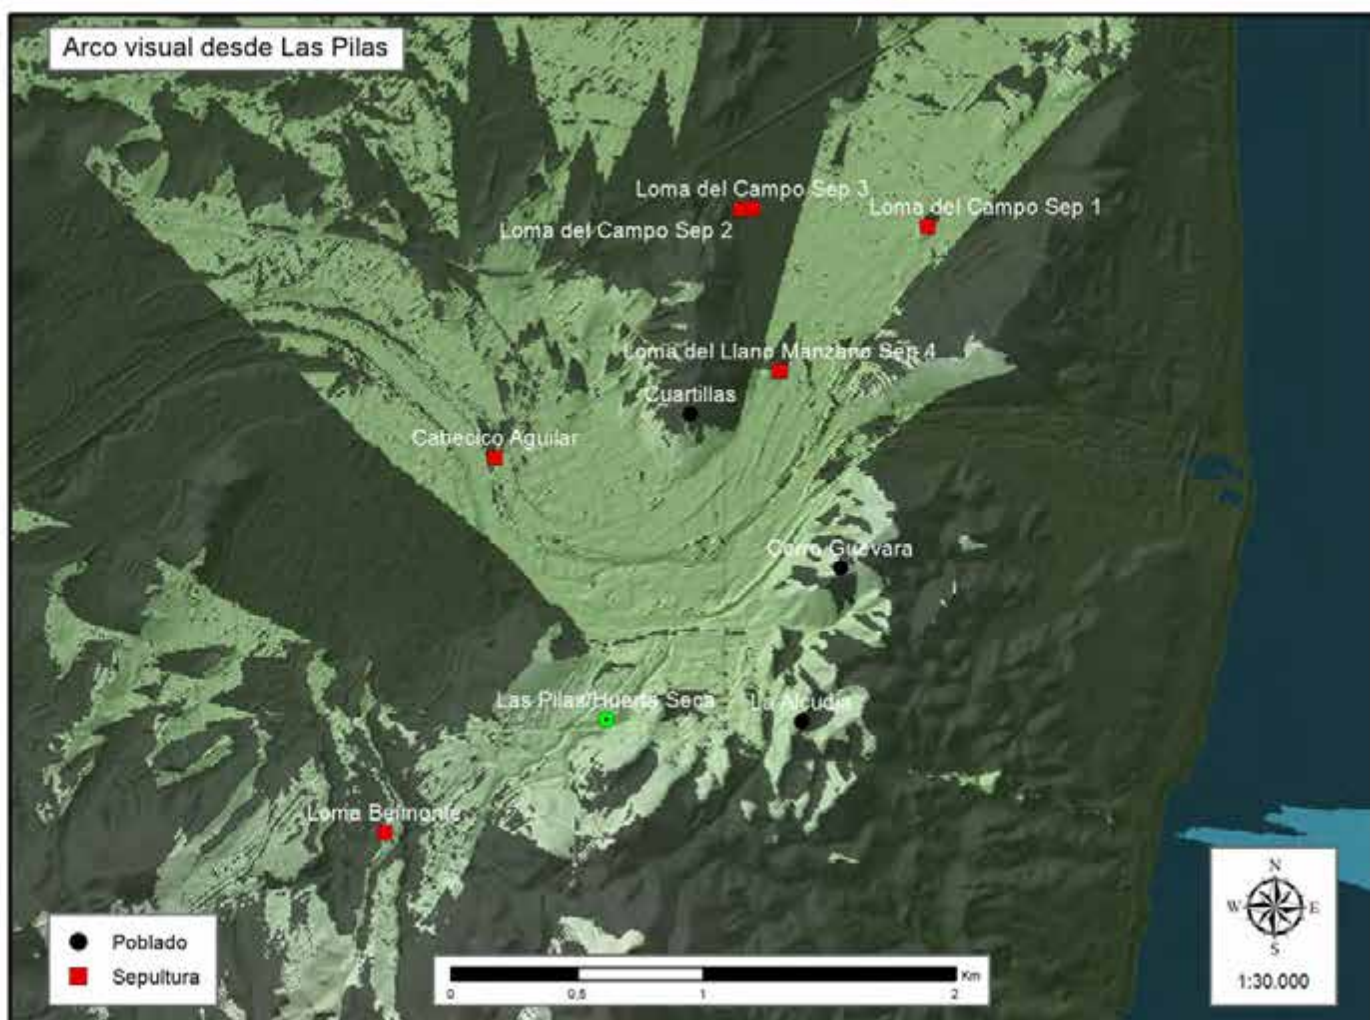 Arco visual desde Las Pilas
Loma del Campo Sep 3
Loma del Campo Sep 1
Loma del Campo Sep 2
Loma del Llano Manzano Sep 4
Cuartillas
Cabecico Aguilar
Cerro Guevara
Las Pilas/Huerta Seca
La Alcudia
Loma Belmonte
Poblado
Sepultura
N
W
E
S
1:30.000
Km
0
0,5
1
2